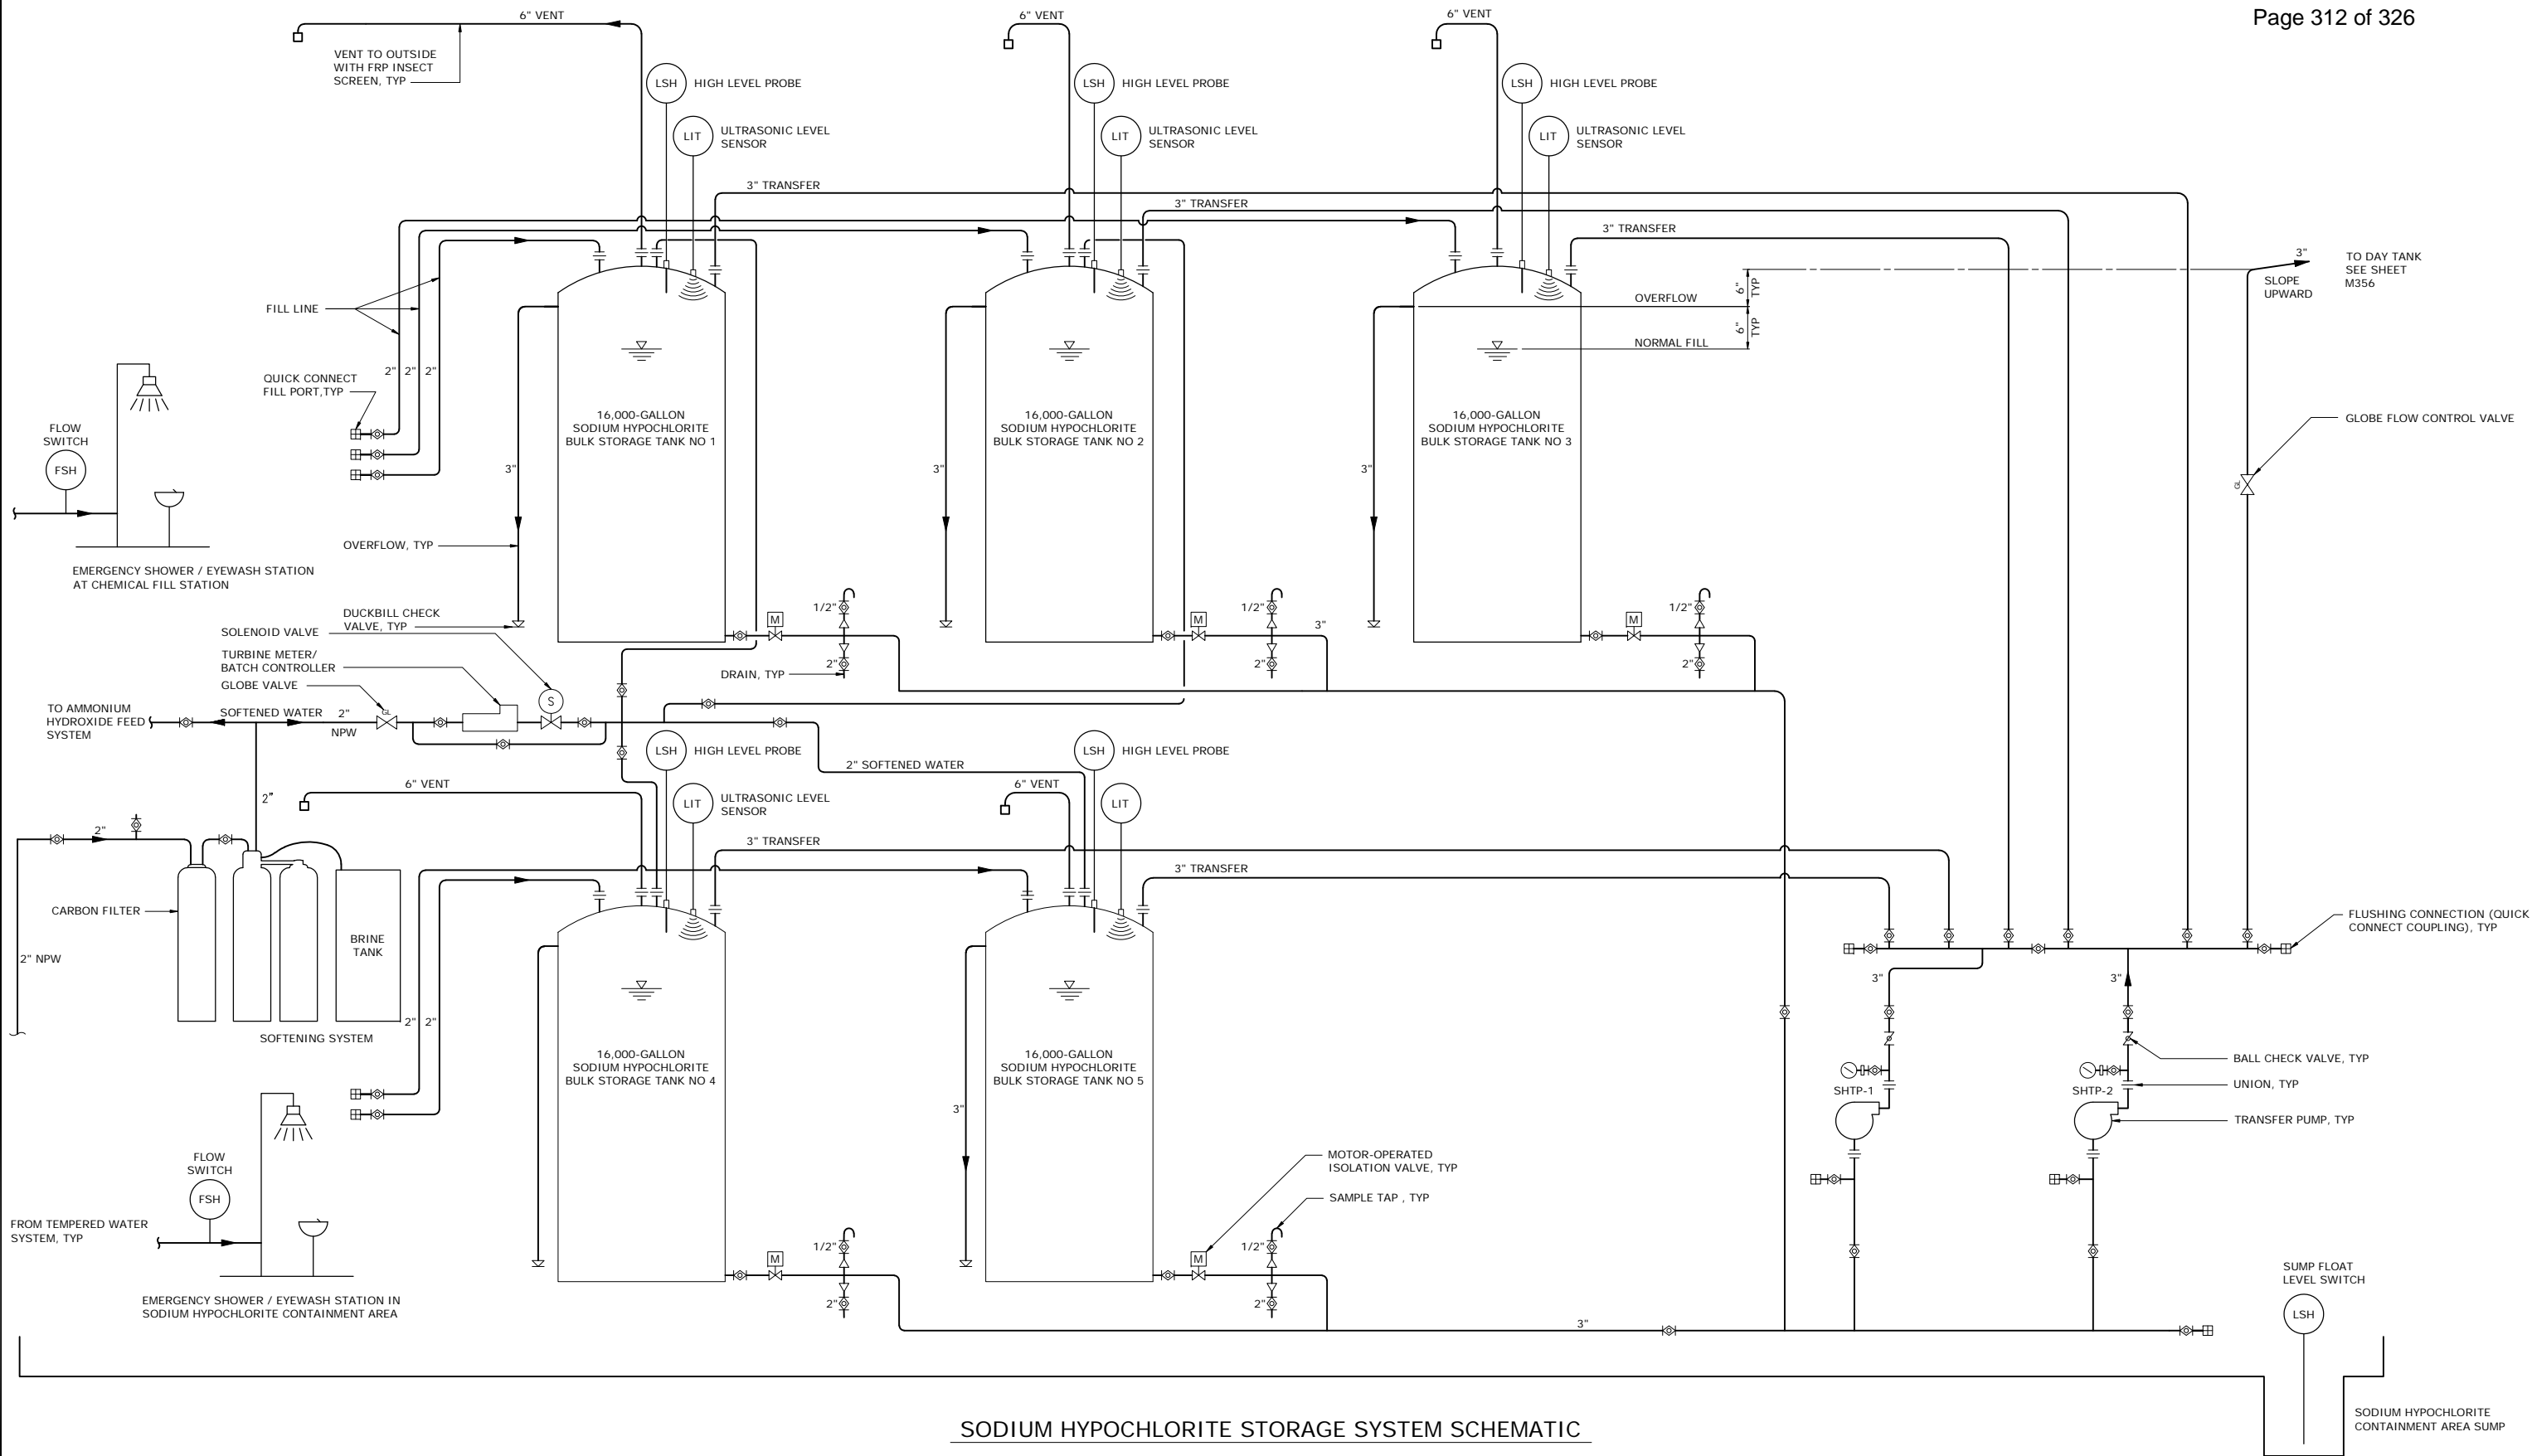 Page 312 of 326
6" VENT
6" VENT
6" VENT
VENT TO OUTSIDE
WITH FRP INSECT
SCREEN, TYP
LSH
HIGH LEVEL PROBE
LSH
HIGH LEVEL PROBE
LSH
HIGH LEVEL PROBE
LIT
ULTRASONIC LEVEL
SENSOR
LIT
ULTRASONIC LEVEL
SENSOR
LIT
ULTRASONIC LEVEL
SENSOR
3" TRANSFER
3" TRANSFER
3" TRANSFER
3"
TO DAY TANK
SEE SHEET
M356
SLOPE
UPWARD
6"
TYP
OVERFLOW
6"
TYP
NORMAL FILL
FILL LINE
2"
2"
2"
QUICK CONNECT
FILL PORT,TYP
FLOW
SWITCH
FSH
16,000-GALLON
SODIUM HYPOCHLORITE
BULK STORAGE TANK NO 1
16,000-GALLON
SODIUM HYPOCHLORITE
BULK STORAGE TANK NO 2
16,000-GALLON
SODIUM HYPOCHLORITE
BULK STORAGE TANK NO 3
GLOBE FLOW CONTROL VALVE
GL
3"
3"
3"
OVERFLOW, TYP
EMERGENCY SHOWER / EYEWASH STATION
AT CHEMICAL FILL STATION
DUCKBILL CHECK
VALVE, TYP
SOLENOID VALVE
TURBINE METER/
BATCH CONTROLLER
GLOBE VALVE
M
1/2"
2"
DRAIN, TYP
M
1/2"
2"
3"
M
1/2"
2"
TO AMMONIUM
HYDROXIDE FEED
SYSTEM
SOFTENED WATER
2"
NPW
GL
S
LSH
HIGH LEVEL PROBE
LSH
HIGH LEVEL PROBE
2" SOFTENED WATER
6" VENT
6" VENT
LIT
ULTRASONIC LEVEL
SENSOR
LIT
2"
2"
3" TRANSFER
3" TRANSFER
CARBON FILTER
BRINE
TANK
2" NPW
2"
2"
SOFTENING SYSTEM
FLUSHING CONNECTION (QUICK
CONNECT COUPLING), TYP
3"
3"
16,000-GALLON
SODIUM HYPOCHLORITE
BULK STORAGE TANK NO 4
16,000-GALLON
SODIUM HYPOCHLORITE
BULK STORAGE TANK NO 5
3"
BALL CHECK VALVE, TYP
UNION, TYP
SHTP-1
SHTP-2
TRANSFER PUMP, TYP
FLOW
SWITCH
FSH
FROM TEMPERED WATER
SYSTEM, TYP
MOTOR-OPERATED
ISOLATION VALVE, TYP
SAMPLE TAP , TYP
M
1/2"
2"
M
1/2"
2"
EMERGENCY SHOWER / EYEWASH STATION IN
SODIUM HYPOCHLORITE CONTAINMENT AREA
3"
SUMP FLOAT
LEVEL SWITCH
LSH
SODIUM HYPOCHLORITE
CONTAINMENT AREA SUMP
SODIUM HYPOCHLORITE STORAGE SYSTEM SCHEMATIC